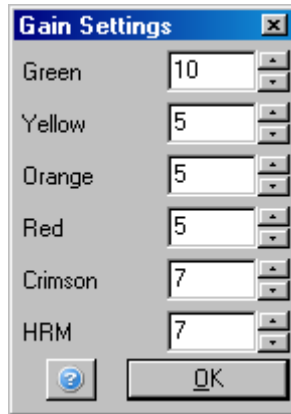 Gain Settings
Green 10
Yellow 5
Orange 5
Red 5
Crimson 7
HRM 7
? OK